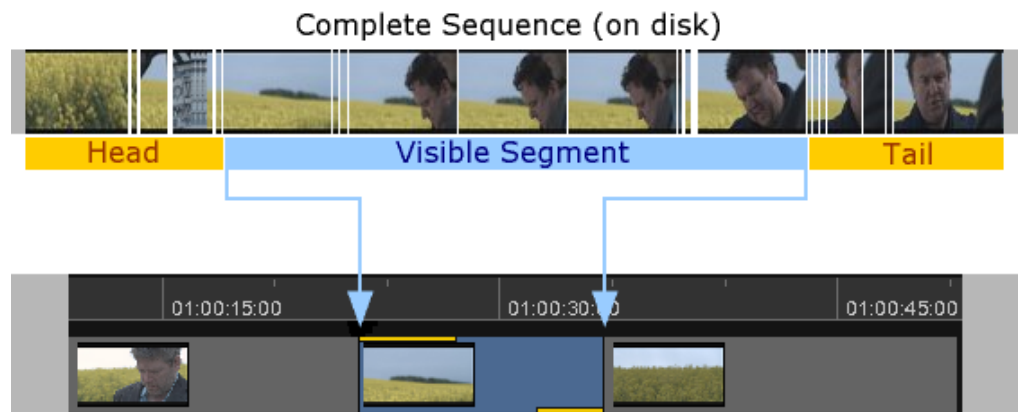 Complete Sequence (on disk)
Head Visible Segment Tail
01:00:15:00 01:00:30:00 01:00:45:00